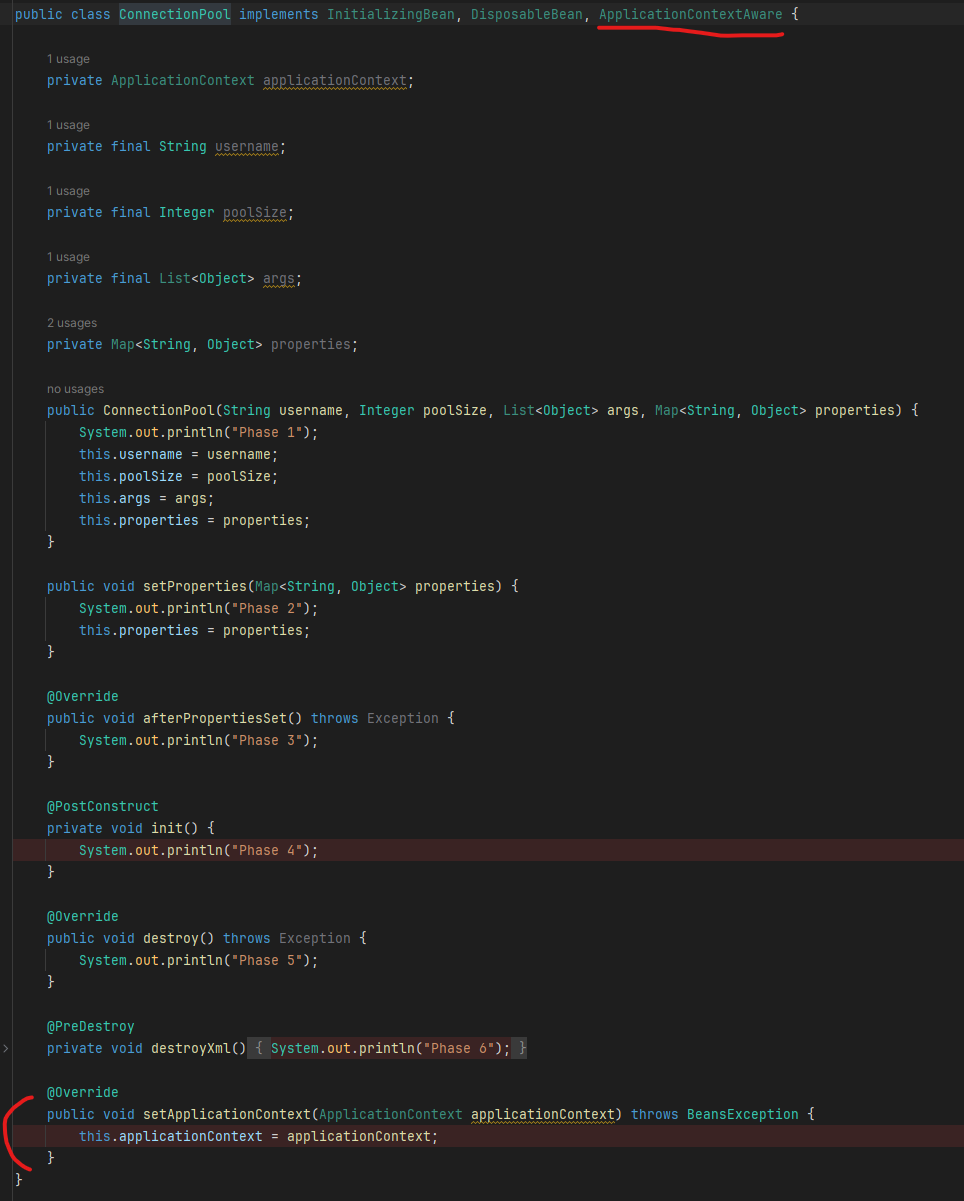 public class ConnectionPool implements InitializingBean, DisposableBean, ApplicationContextAware {
1 usage
private ApplicationContext applicationContext;
1 usage
private final String username;
1 usage
private final Integer poolSize;
1 usage
private final List<Object> args;
2 usages
private Map<String, Object> properties;
no usages
public ConnectionPool(String username, Integer poolSize, List<Object> args, Map<String, Object> properties) {
System.out.println("Phase 1");
this.username = username;
this.poolSize = poolSize;
this.args = args;
this.properties = properties;
}
public void setProperties(Map<String, Object> properties) {
System.out.println("Phase 2");
this.properties = properties;
}
@Override
public void afterPropertiesSet() throws Exception {
System.out.println("Phase 3");
}
@PostConstruct
private void init() {
System.out.println("Phase 4");
}
@Override
public void destroy() throws Exception {
System.out.println("Phase 5");
}
@PreDestroy
private void destroyXml() { System.out.println("Phase 6"); }
@Override
public void setApplicationContext(ApplicationContext applicationContext) throws BeansException {
this.applicationContext = applicationContext;
}
}